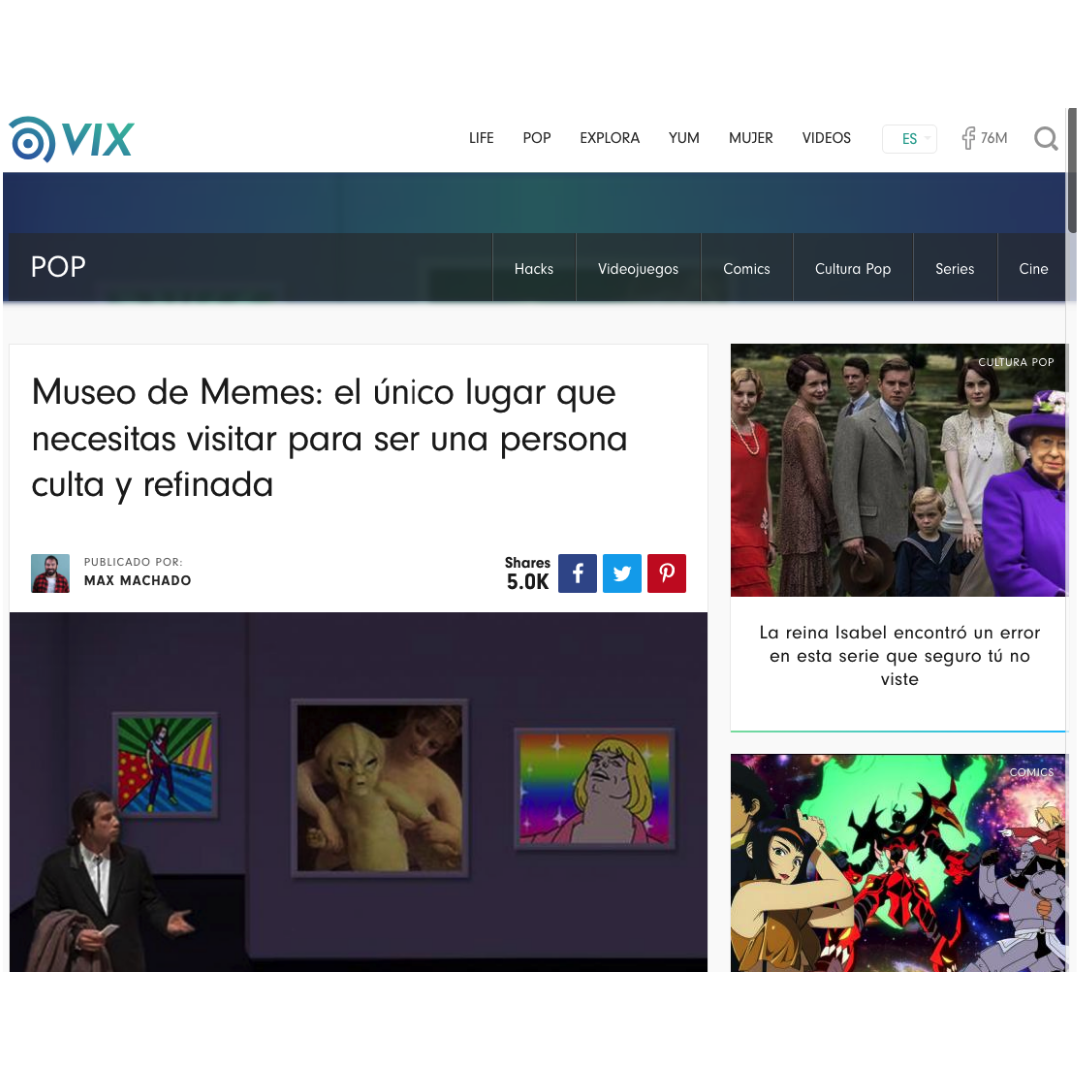 VIX
LIFE POP EXPLORA YUM MUJER VIDEOS ES 76M
POP Hacks Videojuegos Comics Cultura Pop Series Cine
Museo de Memes: el único lugar que
necesitas visitar para ser una persona
culta y refinada
PUBLICADO POR:
MAX MACHADO
Shares
5.0K
CULTURA POP
La reina Isabel encontró un error
en esta serie que seguro tú no
viste
COMICS